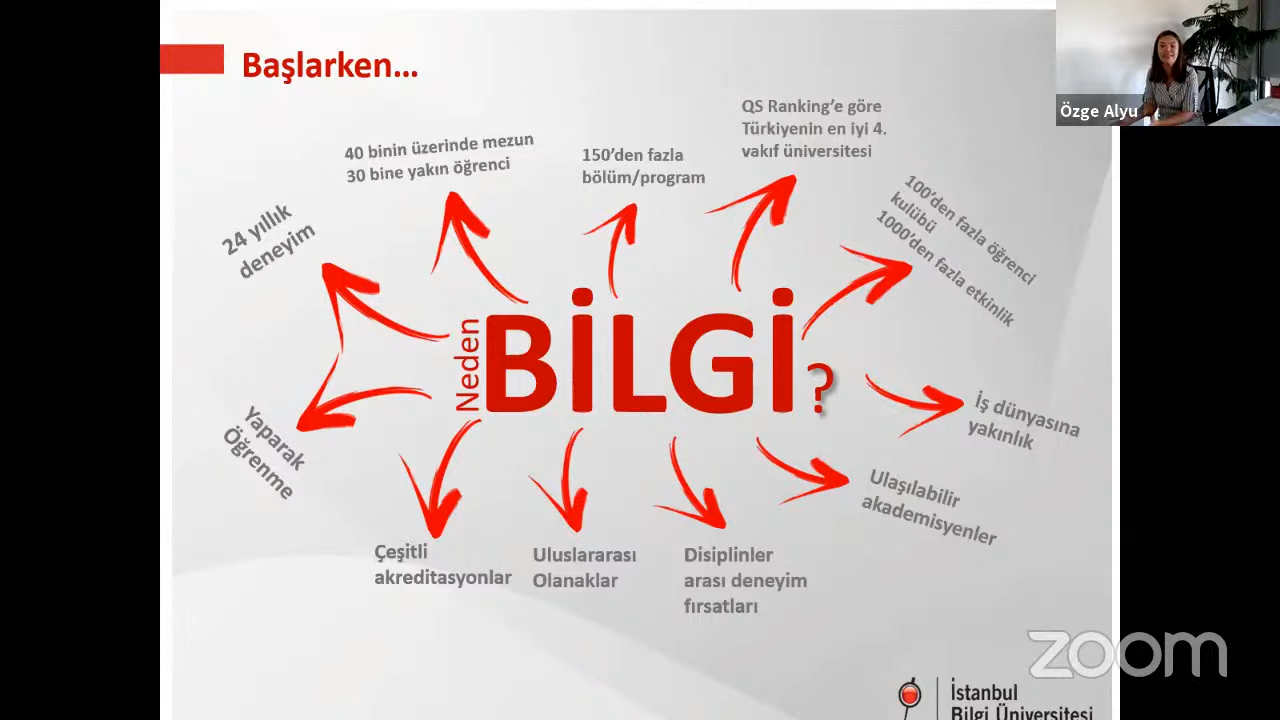 Başlarken...
Özge Alyu
QS Ranking’e göre
Türkiyenin en iyi 4.
vakıf üniversitesi
40 binin üzerinde mezun
30 bine yakın öğrenci
150’den fazla
bölüm/program
100’den fazla öğrenci
kulübü
1000’den fazla etkinlik
24 yıllık
deneyim
Neden
BİLGİ?
İş dünyasına
yakınlık
Yaparak
Öğrenme
Ulaşılabilir
akademisyenler
Çeşitli
akreditasyonlar
Uluslararası
Olanaklar
Disiplinler
arası deneyim
fırsatları
zoom
İstanbul
Bilgi Üniversitesi